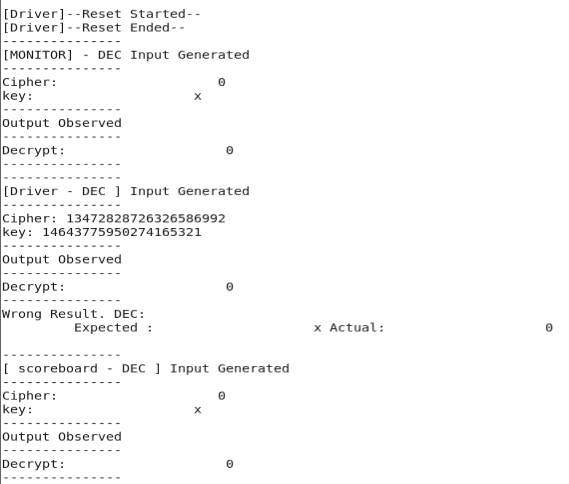 [Driver]--Reset Started--
[Driver]--Reset Ended--
---------------
[MONITOR] - DEC Input Generated
---------------
Cipher:                    0
key:                    x
---------------
Output Observed
---------------
Decrypt:                    0
---------------
---------------
[Driver - DEC ] Input Generated
---------------
Cipher: 13472828726326586992
key: 14643775950274165321
---------------
Output Observed
---------------
Decrypt:                    0
---------------
Wrong Result. DEC:
         Expected :                    x Actual:                    0
---------------
[ scoreboard - DEC ] Input Generated
---------------
Cipher:                    0
key:                    x
---------------
Output Observed
---------------
Decrypt:                    0
---------------